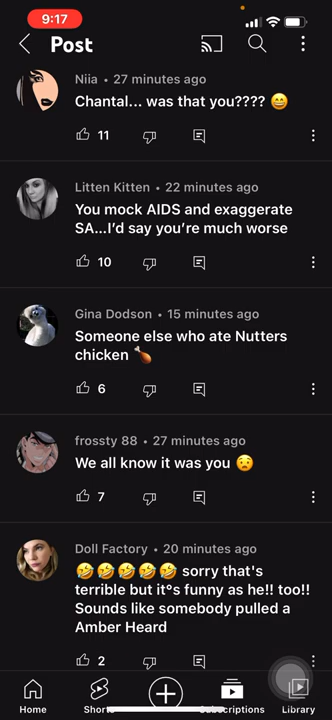 9:17
Post
Niia • 27 minutes ago
Chantal... was that you???? 😄
11
Litten Kitten • 22 minutes ago
You mock AIDS and exaggerate
SA...I'd say you're much worse
10
Gina Dodson • 15 minutes ago
Someone else who ate Nutters
chicken 🍗
6
frossty 88 • 27 minutes ago
We all know it was you 😟
7
Doll Factory • 20 minutes ago
🤣🤣🤣🤣🤣 sorry that's
terrible but it°s funny as he!! too!!
Sounds like somebody pulled a
Amber Heard
2
Home
Shorts
Subscriptions
Library